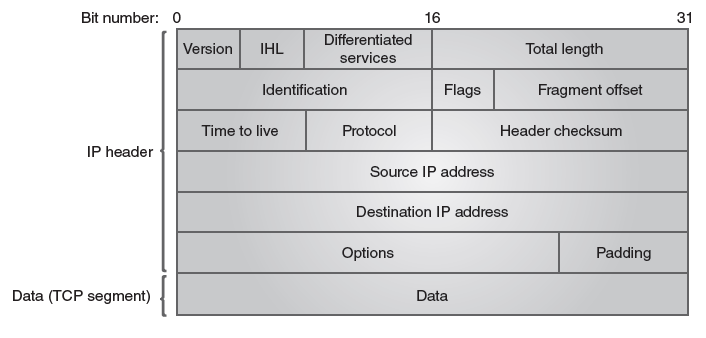 Bit number: 0 16 31
Version IHL Differentiated services Total length
Identification Flags Fragment offset
Time to live Protocol Header checksum
IP header
Source IP address
Destination IP address
Options Padding
Data (TCP segment) Data